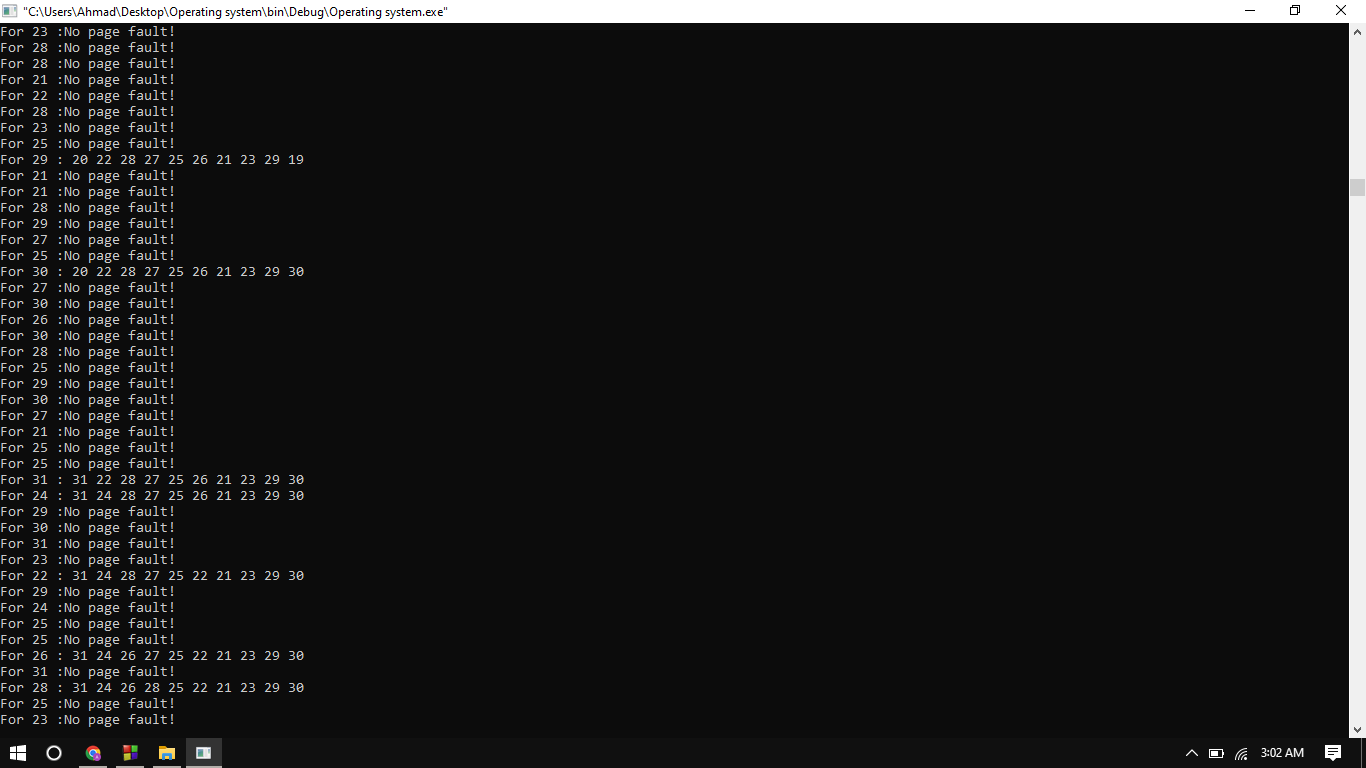 "C:\Users\Ahmad\Desktop\Operating system\bin\Debug\Operating system.exe"
For 23 :No page fault!
For 28 :No page fault!
For 28 :No page fault!
For 21 :No page fault!
For 22 :No page fault!
For 28 :No page fault!
For 23 :No page fault!
For 25 :No page fault!
For 29 : 20 22 28 27 25 26 21 23 29 19
For 21 :No page fault!
For 21 :No page fault!
For 28 :No page fault!
For 29 :No page fault!
For 27 :No page fault!
For 25 :No page fault!
For 30 : 20 22 28 27 25 26 21 23 29 30
For 27 :No page fault!
For 30 :No page fault!
For 26 :No page fault!
For 30 :No page fault!
For 28 :No page fault!
For 25 :No page fault!
For 29 :No page fault!
For 30 :No page fault!
For 27 :No page fault!
For 21 :No page fault!
For 25 :No page fault!
For 25 :No page fault!
For 31 : 31 22 28 27 25 26 21 23 29 30
For 24 : 31 24 28 27 25 26 21 23 29 30
For 29 :No page fault!
For 30 :No page fault!
For 31 :No page fault!
For 23 :No page fault!
For 22 : 31 24 28 27 25 22 21 23 29 30
For 29 :No page fault!
For 24 :No page fault!
For 25 :No page fault!
For 25 :No page fault!
For 26 : 31 24 26 27 25 22 21 23 29 30
For 31 :No page fault!
For 28 : 31 24 26 28 25 22 21 23 29 30
For 25 :No page fault!
For 23 :No page fault!
3:02 AM